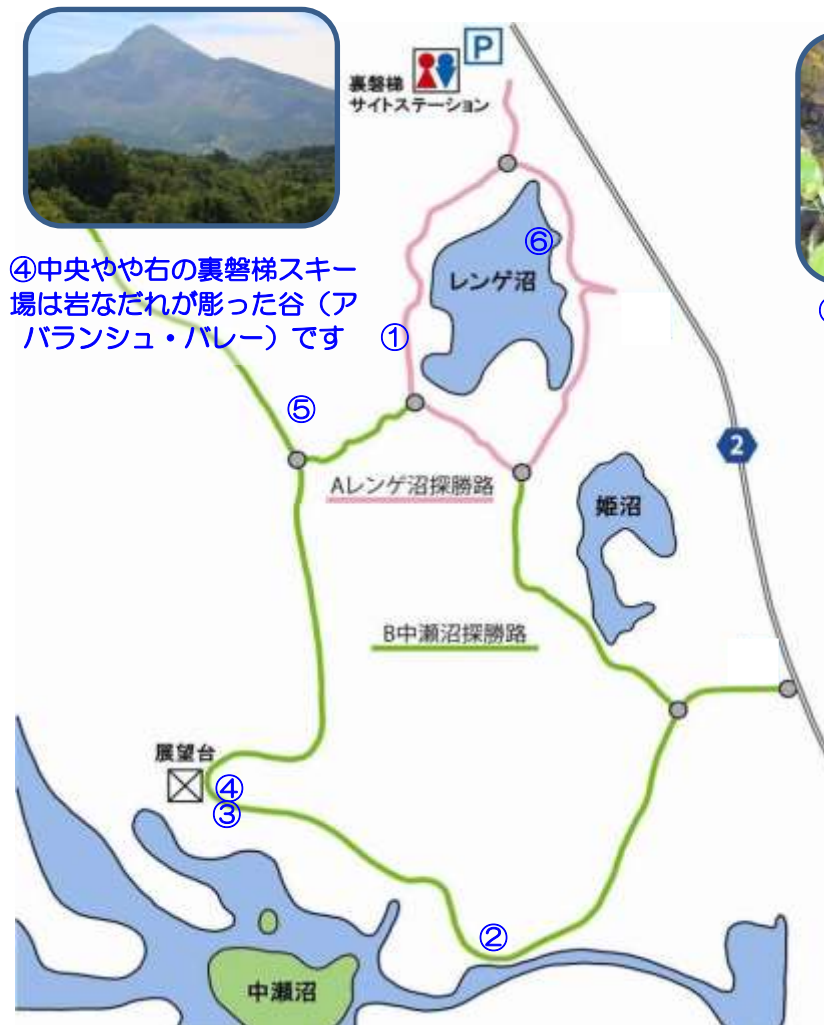 P
裏磐梯
サイトステーション
④中央やや右の裏磐梯スキー
場は岩なだれが彫った谷（ア
バランシュ・バレー）です
⑥
レンゲ沼
①
⑤
2
Aレンゲ沼探勝路
姫沼
B中瀬沼探勝路
展望台
④
③
②
中瀬沼